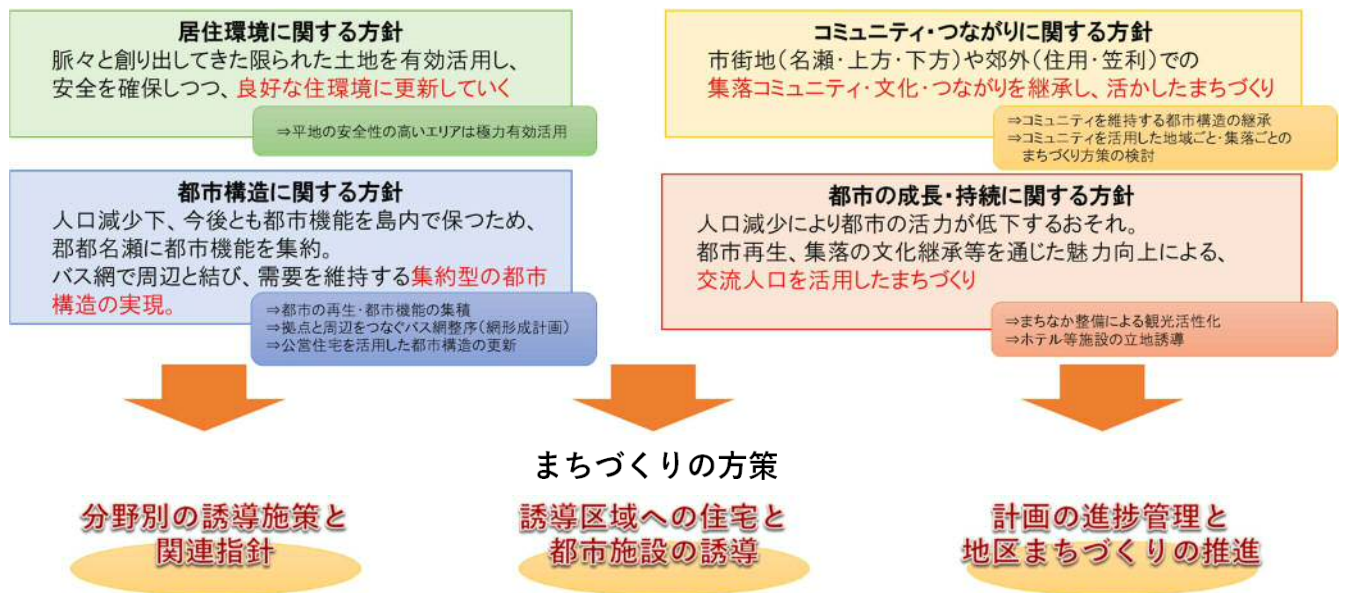 居住環境に関する方針
脈々と創り出してきた限られた土地を有効活用し、
安全を確保しつつ、良好な住環境に更新していく
⇒平地の安全性の高いエリアは極力有効活用
コミュニティ・つながりに関する方針
市街地(名瀬・上方・下方)や郊外(住用・笠利)での
集落コミュニティ・文化・つながりを継承し、活かしたまちづくり
⇒コミュニティを維持する都市構造の継承
⇒コミュニティを活用した地域ごと・集落ごとの
まちづくり方策の検討
都市構造に関する方針
人口減少下、今後とも都市機能を島内で保つため、
郡都名瀬に都市機能を集約。
バス網で周辺と結び、需要を維持する集約型の都市
構造の実現。
⇒都市の再生・都市機能の集積
⇒拠点と周辺をつなぐバス網整序(網形成計画)
⇒公営住宅を活用した都市構造の更新
都市の成長・持続に関する方針
人口減少により都市の活力が低下するおそれ。
都市再生、集落の文化継承等を通じた魅力向上による、
交流人口を活用したまちづくり
⇒まちなか整備による観光活性化
⇒ホテル等施設の立地誘導
まちづくりの方策
分野別の誘導施策と
関連指針
誘導区域への住宅と
都市施設の誘導
計画の進捗管理と
地区まちづくりの推進